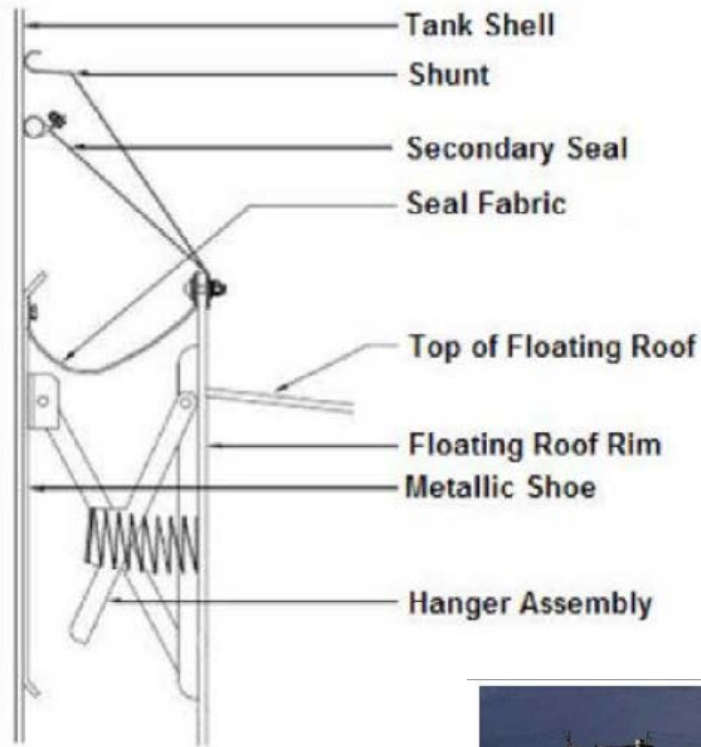 Tank Shell
Shunt
Secondary Seal
Seal Fabric
Top of Floating Roof
Floating Roof Rim
Metallic Shoe
Hanger Assembly